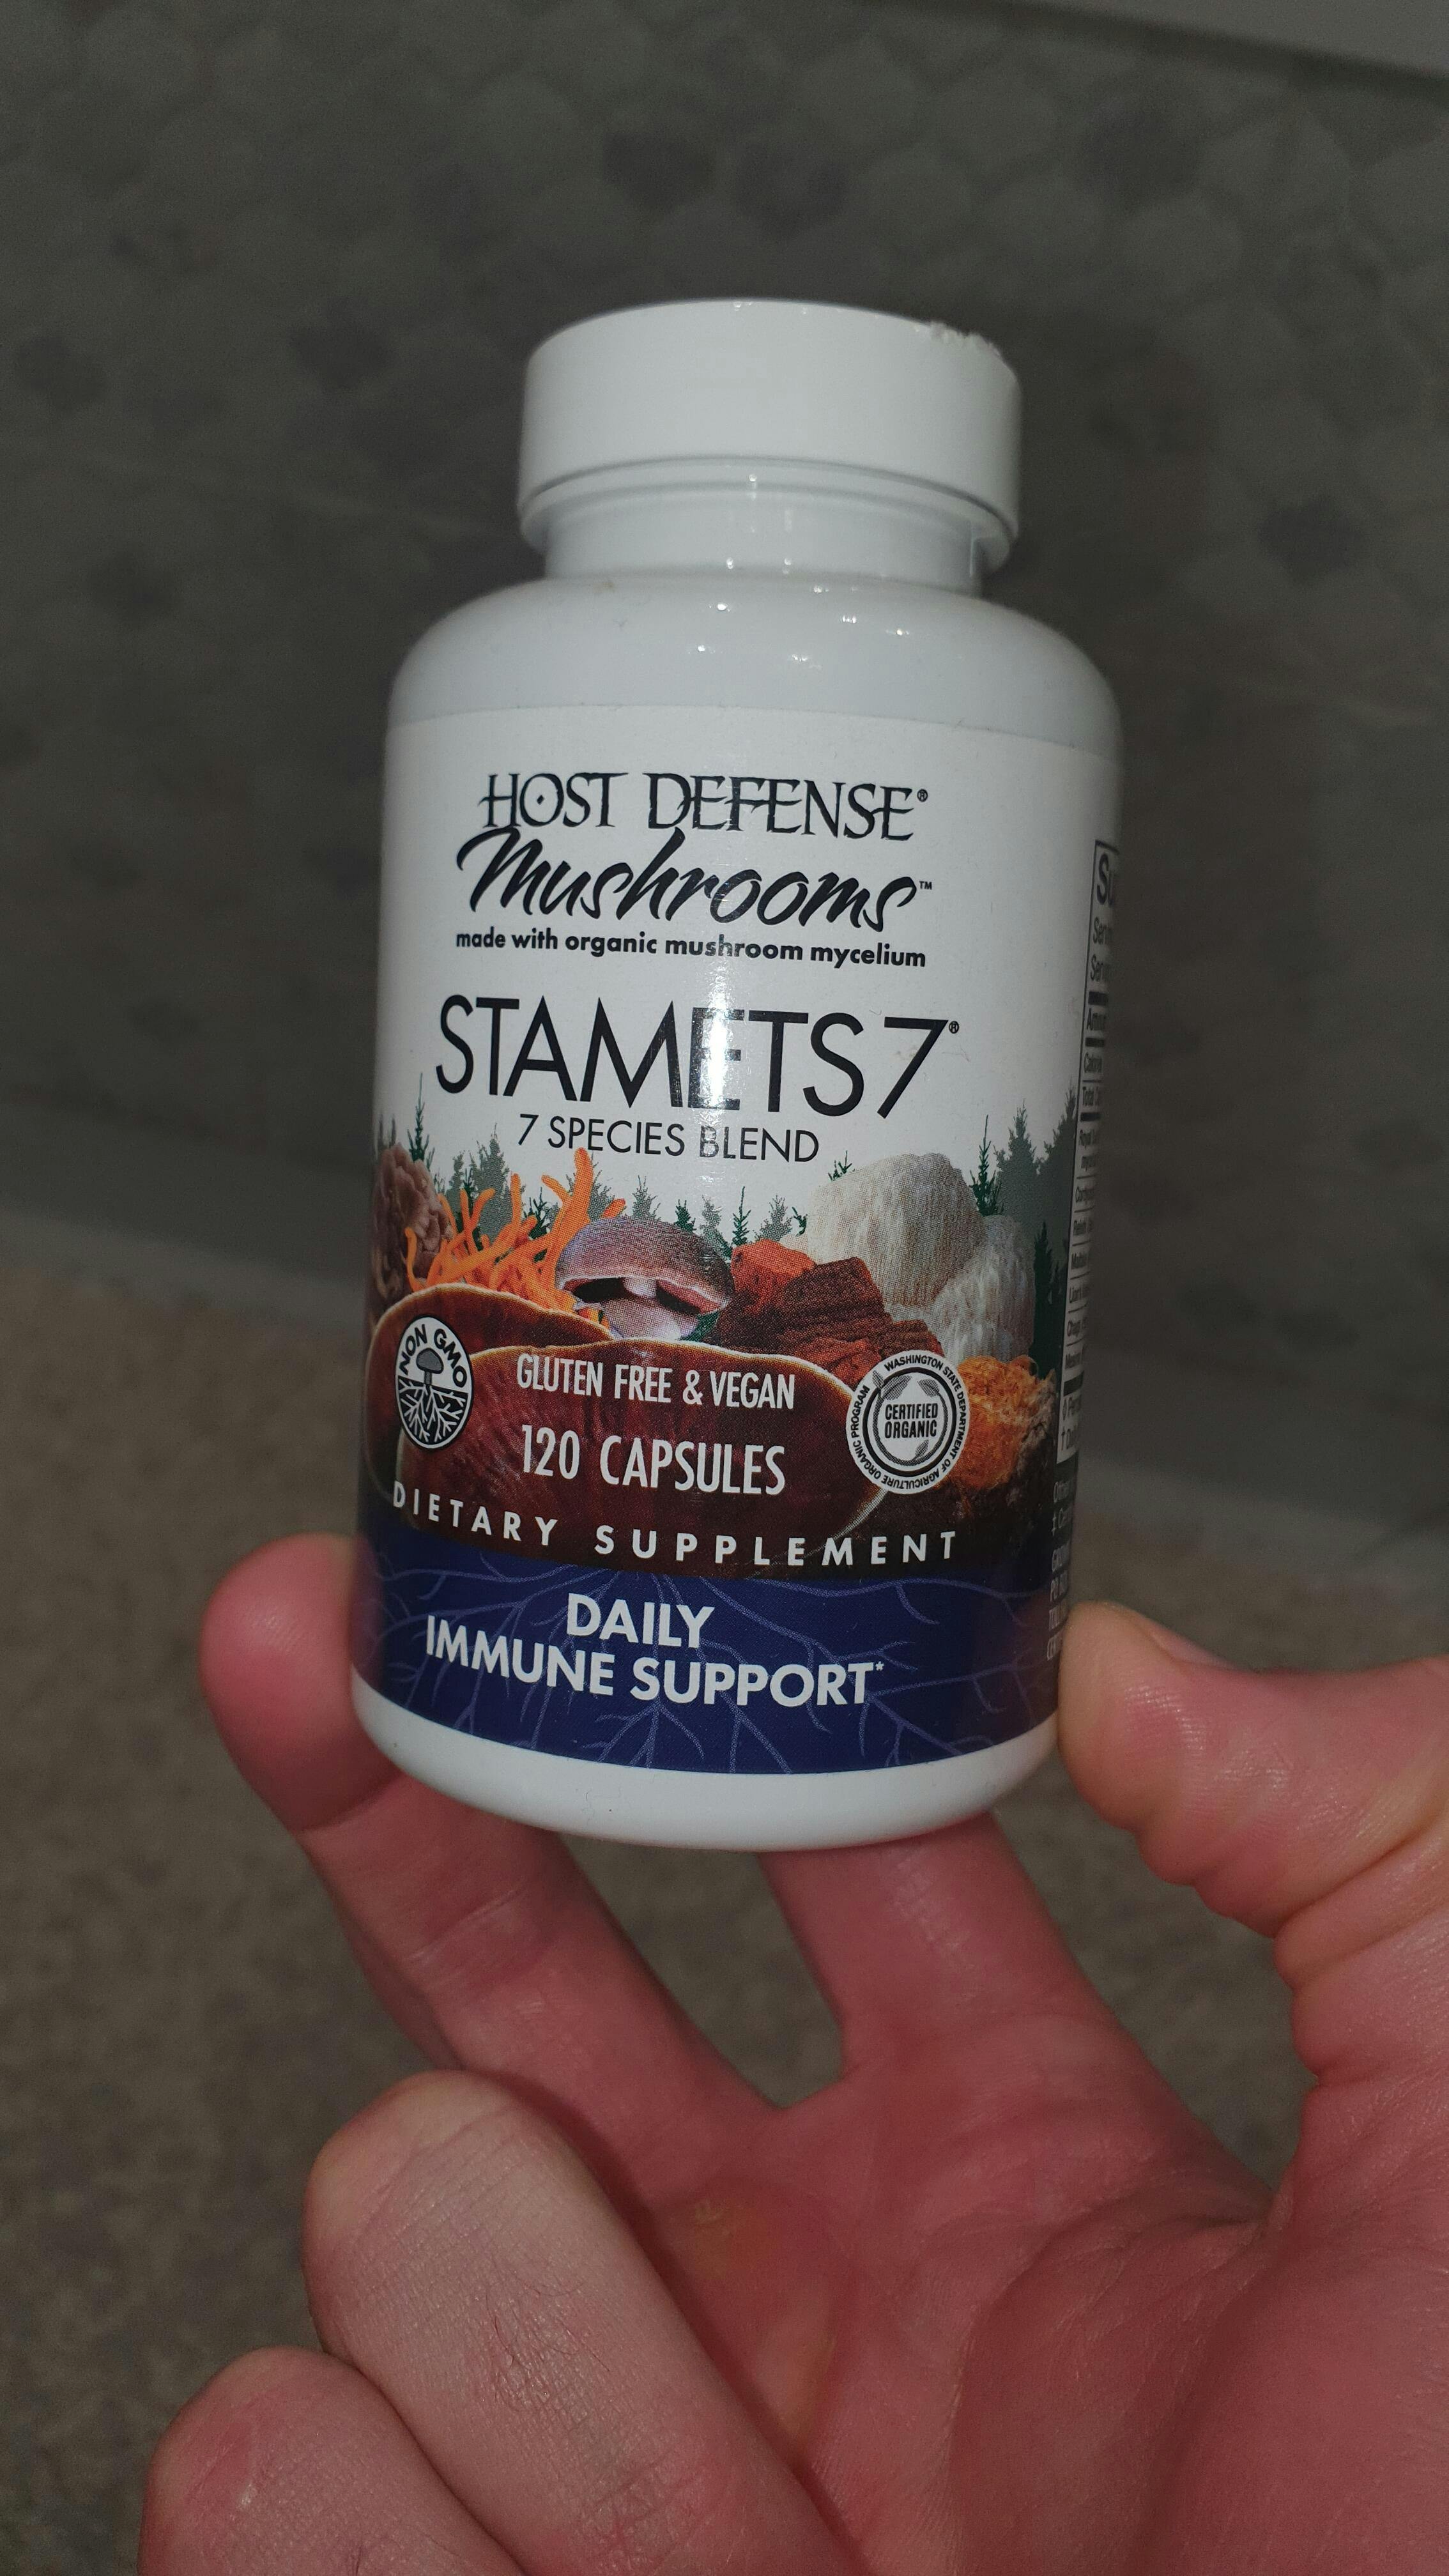 HOST DEFENSE®
Mushrooms™
made with organic mushroom mycelium
STAMETS 7®
7 SPECIES BLEND
NON GMO
GLUTEN FREE & VEGAN
120 CAPSULES
WASHINGTON STATE DEPARTMENT OF AGRICULTURE ORGANIC PROGRAM
CERTIFIED
ORGANIC
DIETARY SUPPLEMENT
DAILY
IMMUNE SUPPORT*